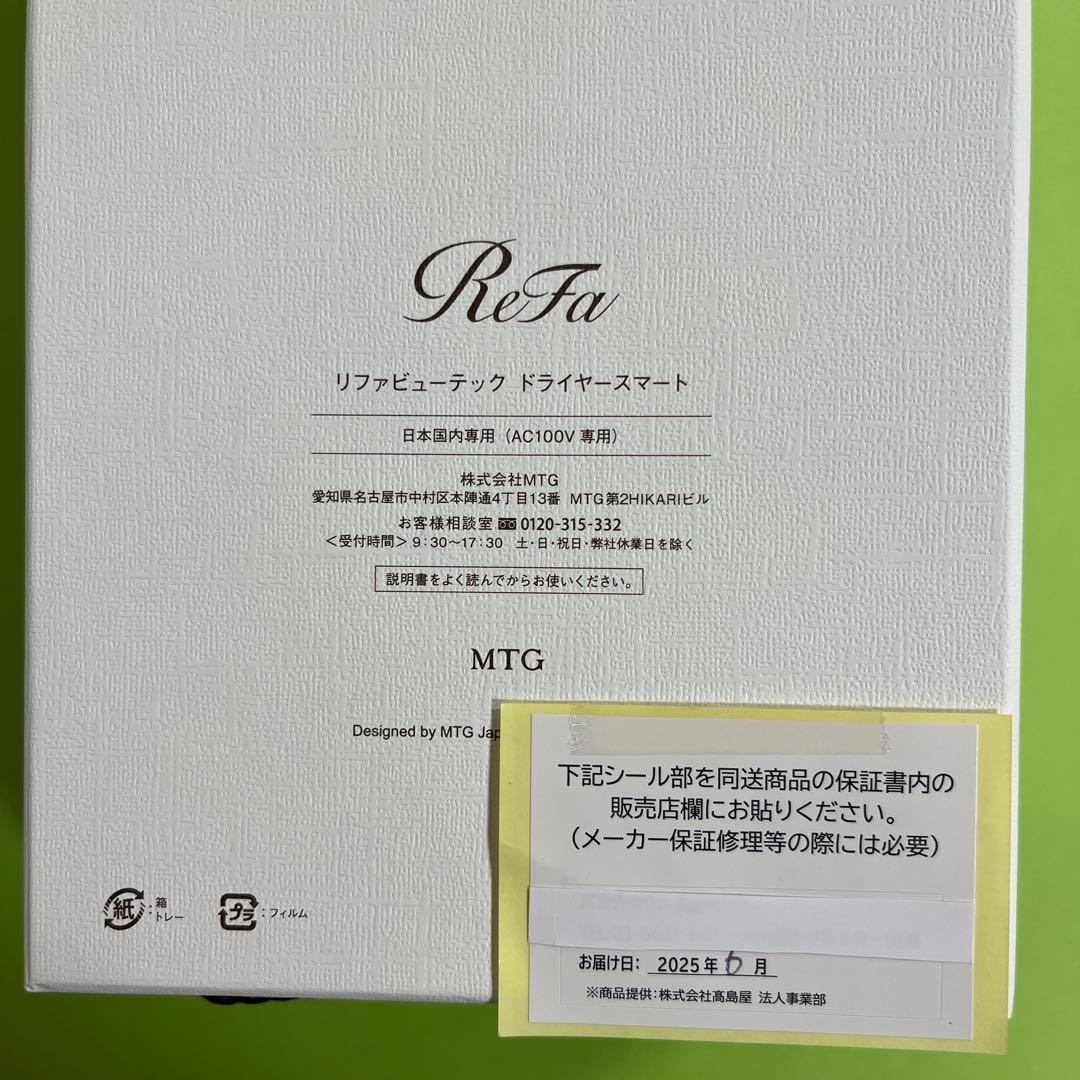 ReFa
リファビューテック ドライヤースマート
日本国内専用（AC100V 専用）
株式会社MTG
愛知県名古屋市中村区本陣通4丁目13番 MTG第2HIKARIビル
お客様相談室 0120-315-332
＜受付時間＞9:30〜17:30 土・日・祝日・弊社休業日を除く
説明書をよく読んでからお使いください。
MTG
Designed by MTG
下記シール部を同送商品の保証書内の
販売店欄にお貼りください。
（メーカー保証修理等の際には必要）
お届け日： 2025年6月
※商品提供：株式会社髙島屋 法人事業部
紙：箱
トレー
プラ：フィルム